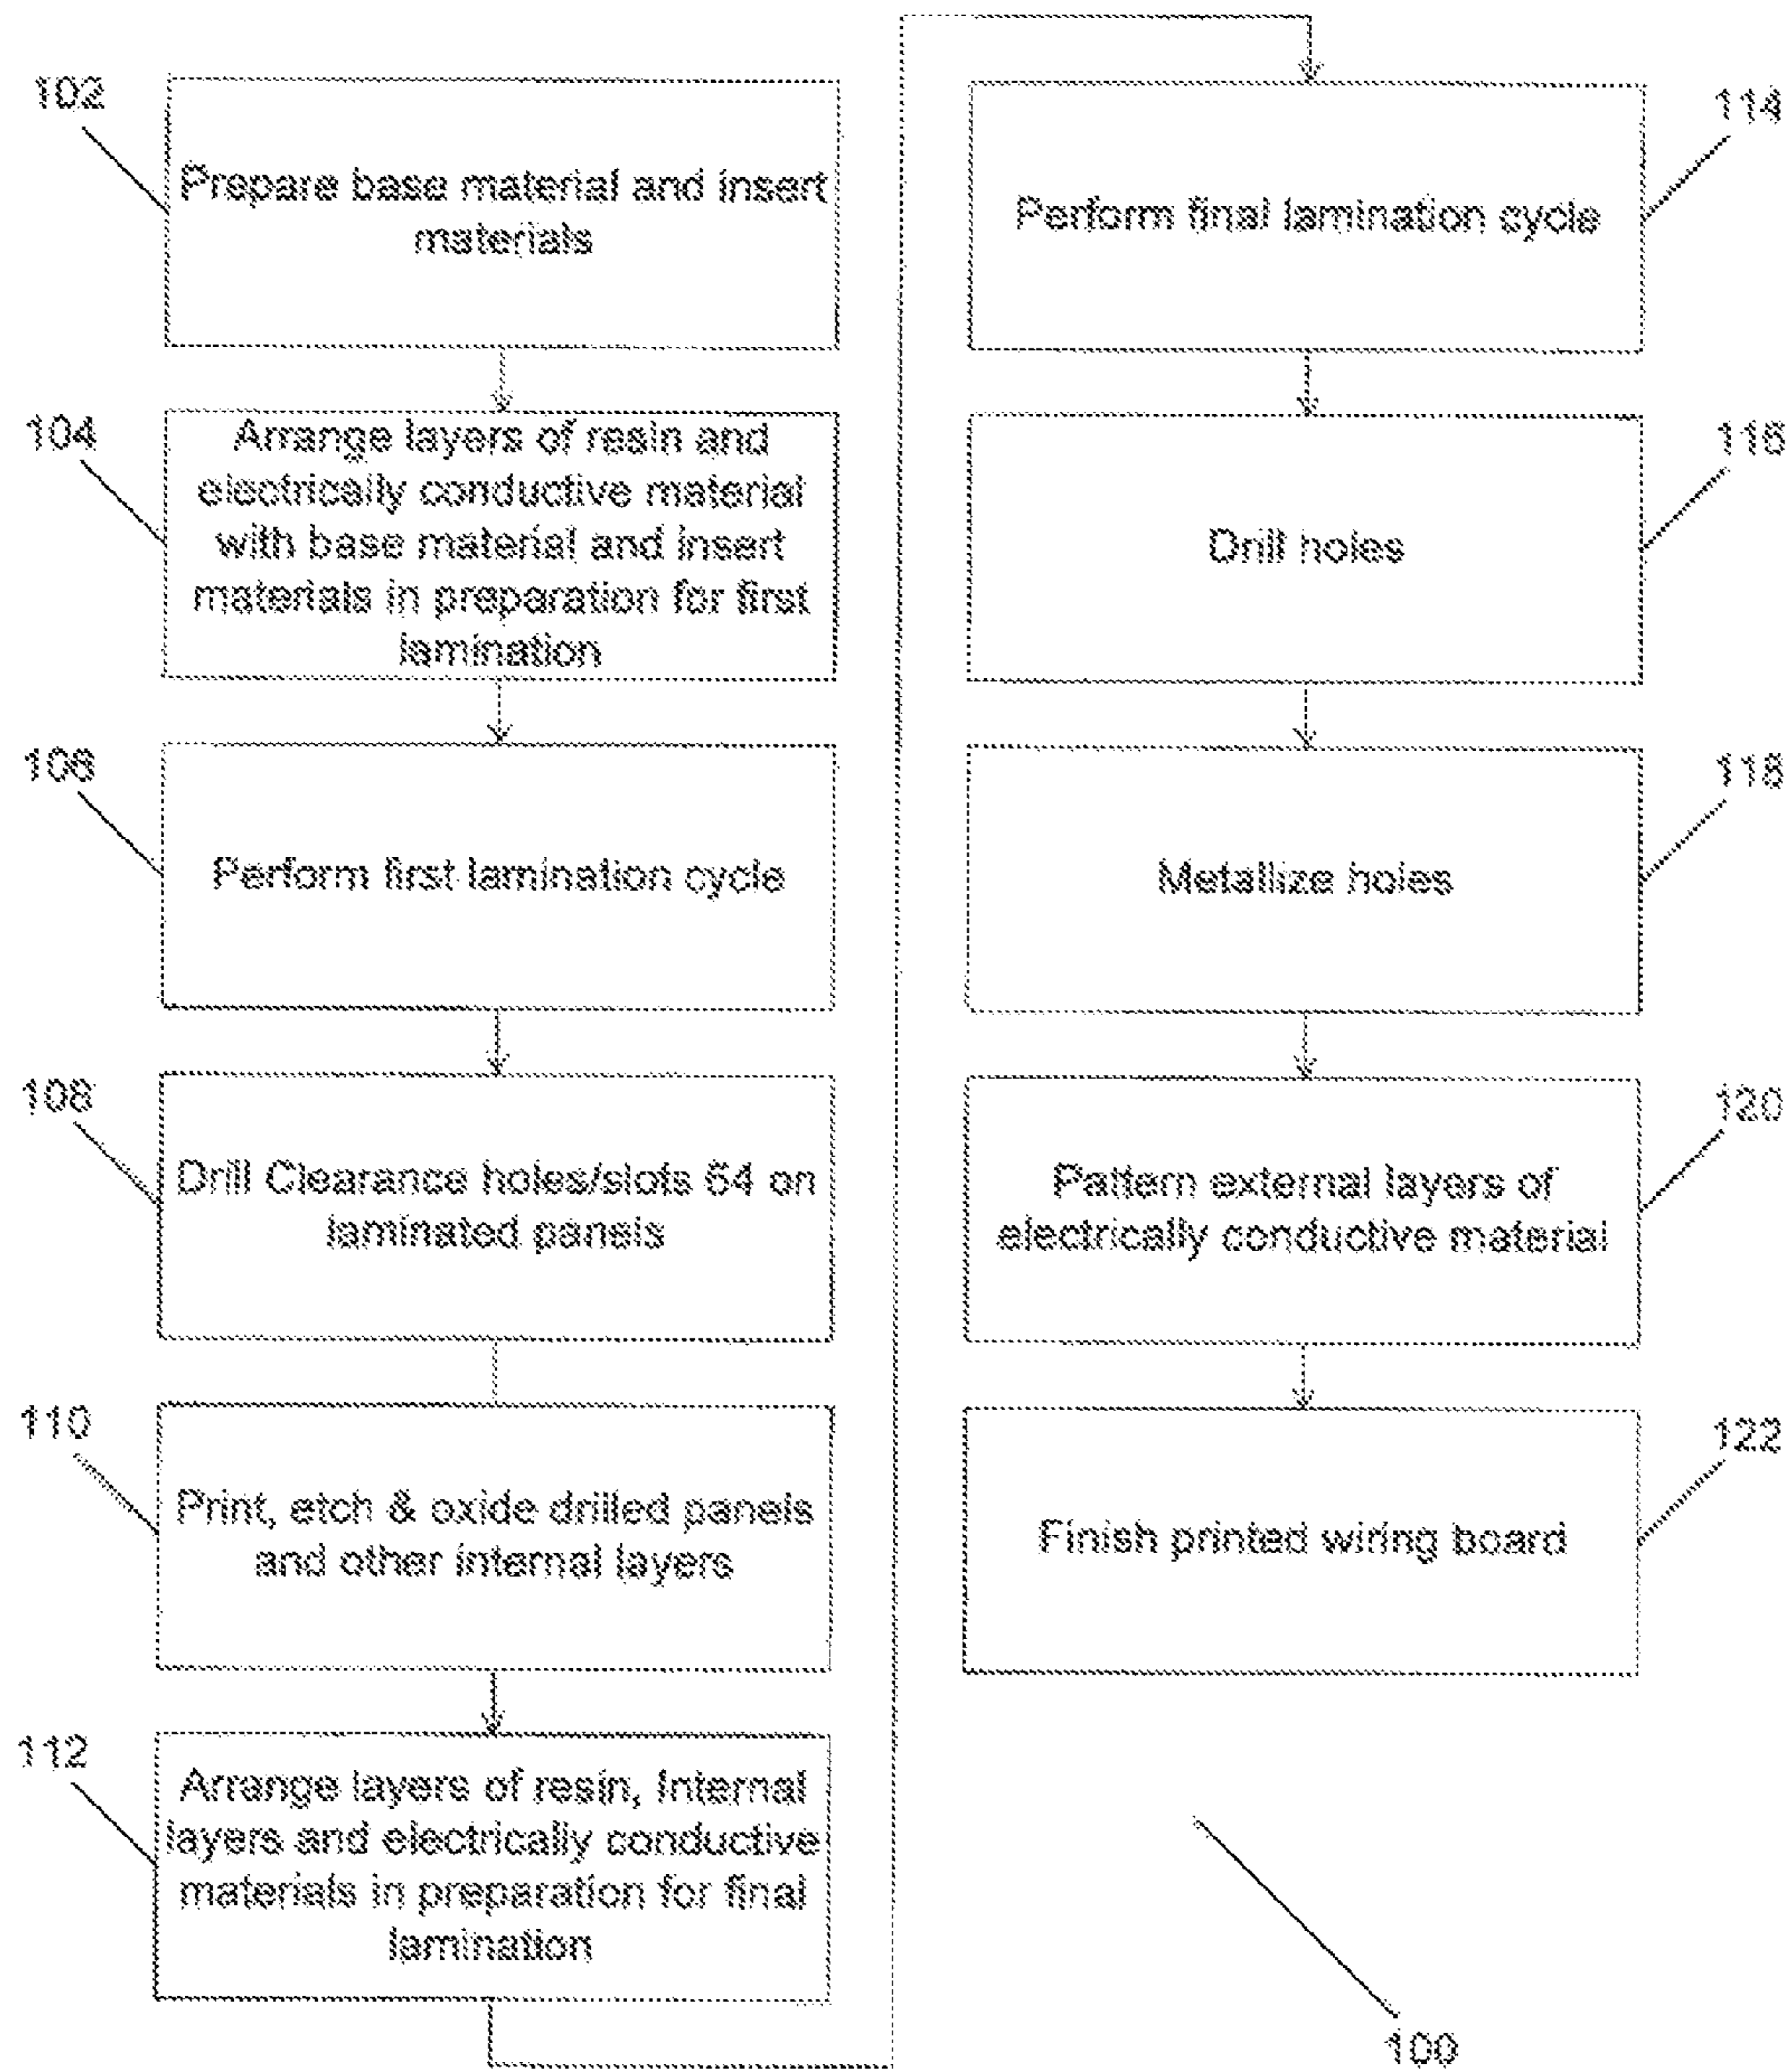 102
Prepare base material and insert
materials
104
Arrange layers of resin and
electrically conductive material
with base material and insert
materials in preparation for first
lamination
106
Perform first lamination cycle
108
Drill Clearance holes/slots 64 on
laminated panels
110
Print, etch & oxide drilled panels
and other internal layers
112
Arrange layers of resin, Internal
layers and electrically conductive
materials in preparation for final
lamination
114
Perform final lamination cycle
116
Drill holes
118
Metallize holes
120
Pattern external layers of
electrically conductive material
122
Finish printed wiring board
100